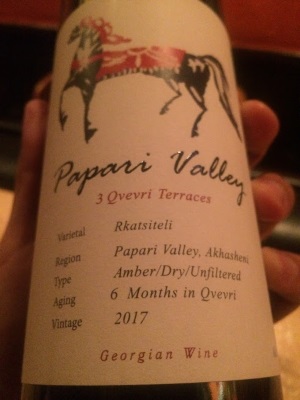 Papari Valley
3 Qvevri Terraces
Varietal Rkatsiteli
Region Papari Valley, Akhasheni
Type Amber/Dry/Unfiltered
Aging 6 Months in Qvevri
Vintage 2017
Georgian Wine